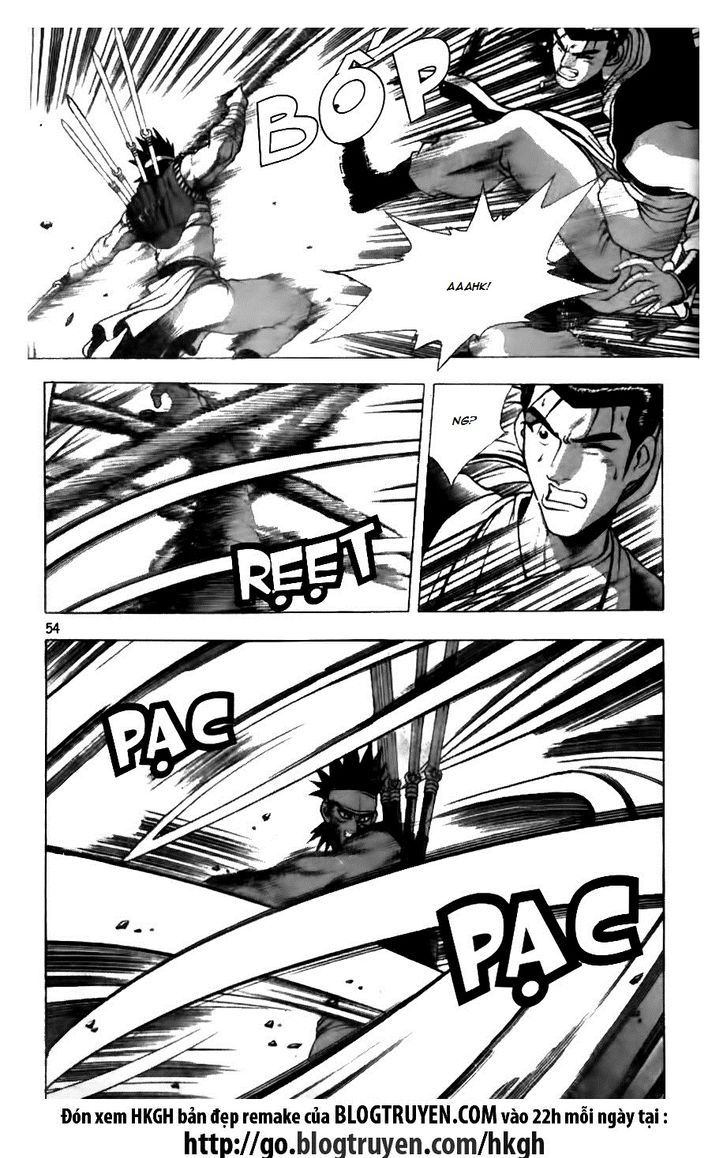 BỐP
AAAHK!
NG?
RẸẸT
54
PẠC
PẠC
Đón xem HKGH bản đẹp remake của BLOGTRUYEN.COM vào 22h mỗi ngày tại :
http://go.blogtruyen.com/hkgh